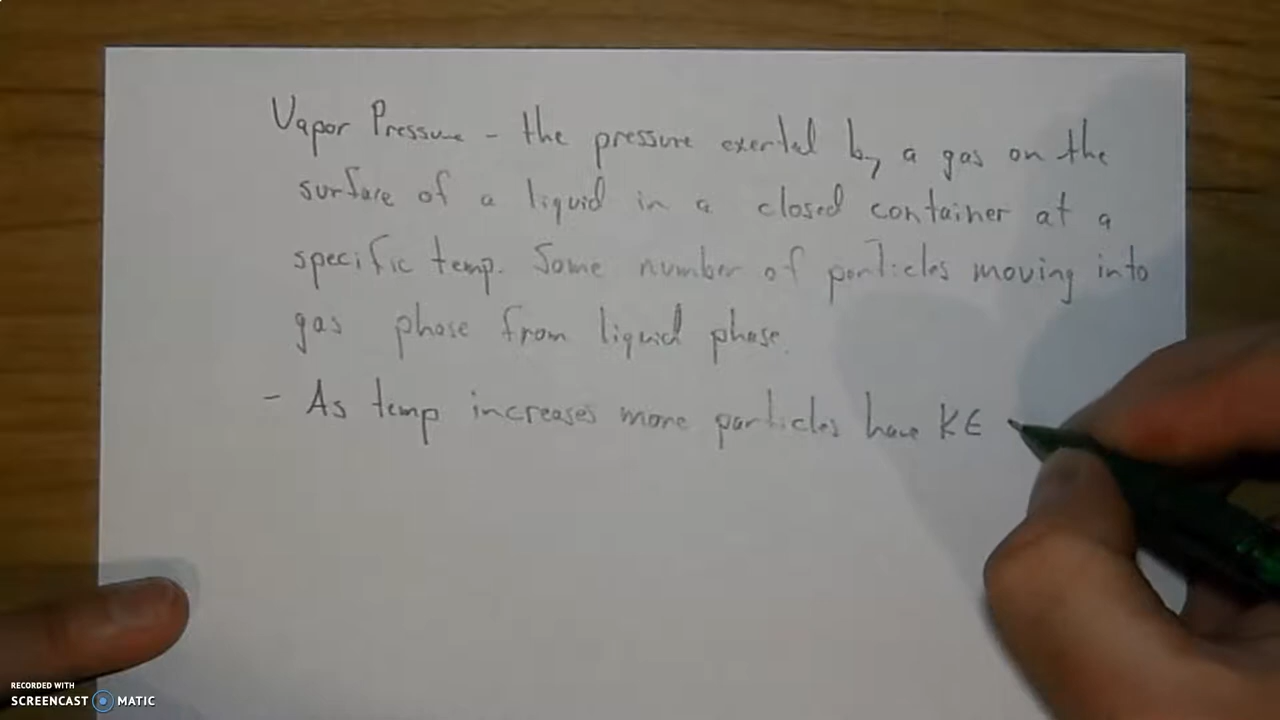 Vapor Pressure - the pressure exerted by a gas on the
surface of a liquid in a closed container at a
specific temp. Some number of particles moving into
gas phase from liquid phase.
- As temp increases more particles have KE
RECORDED WITH
SCREENCAST MATIC